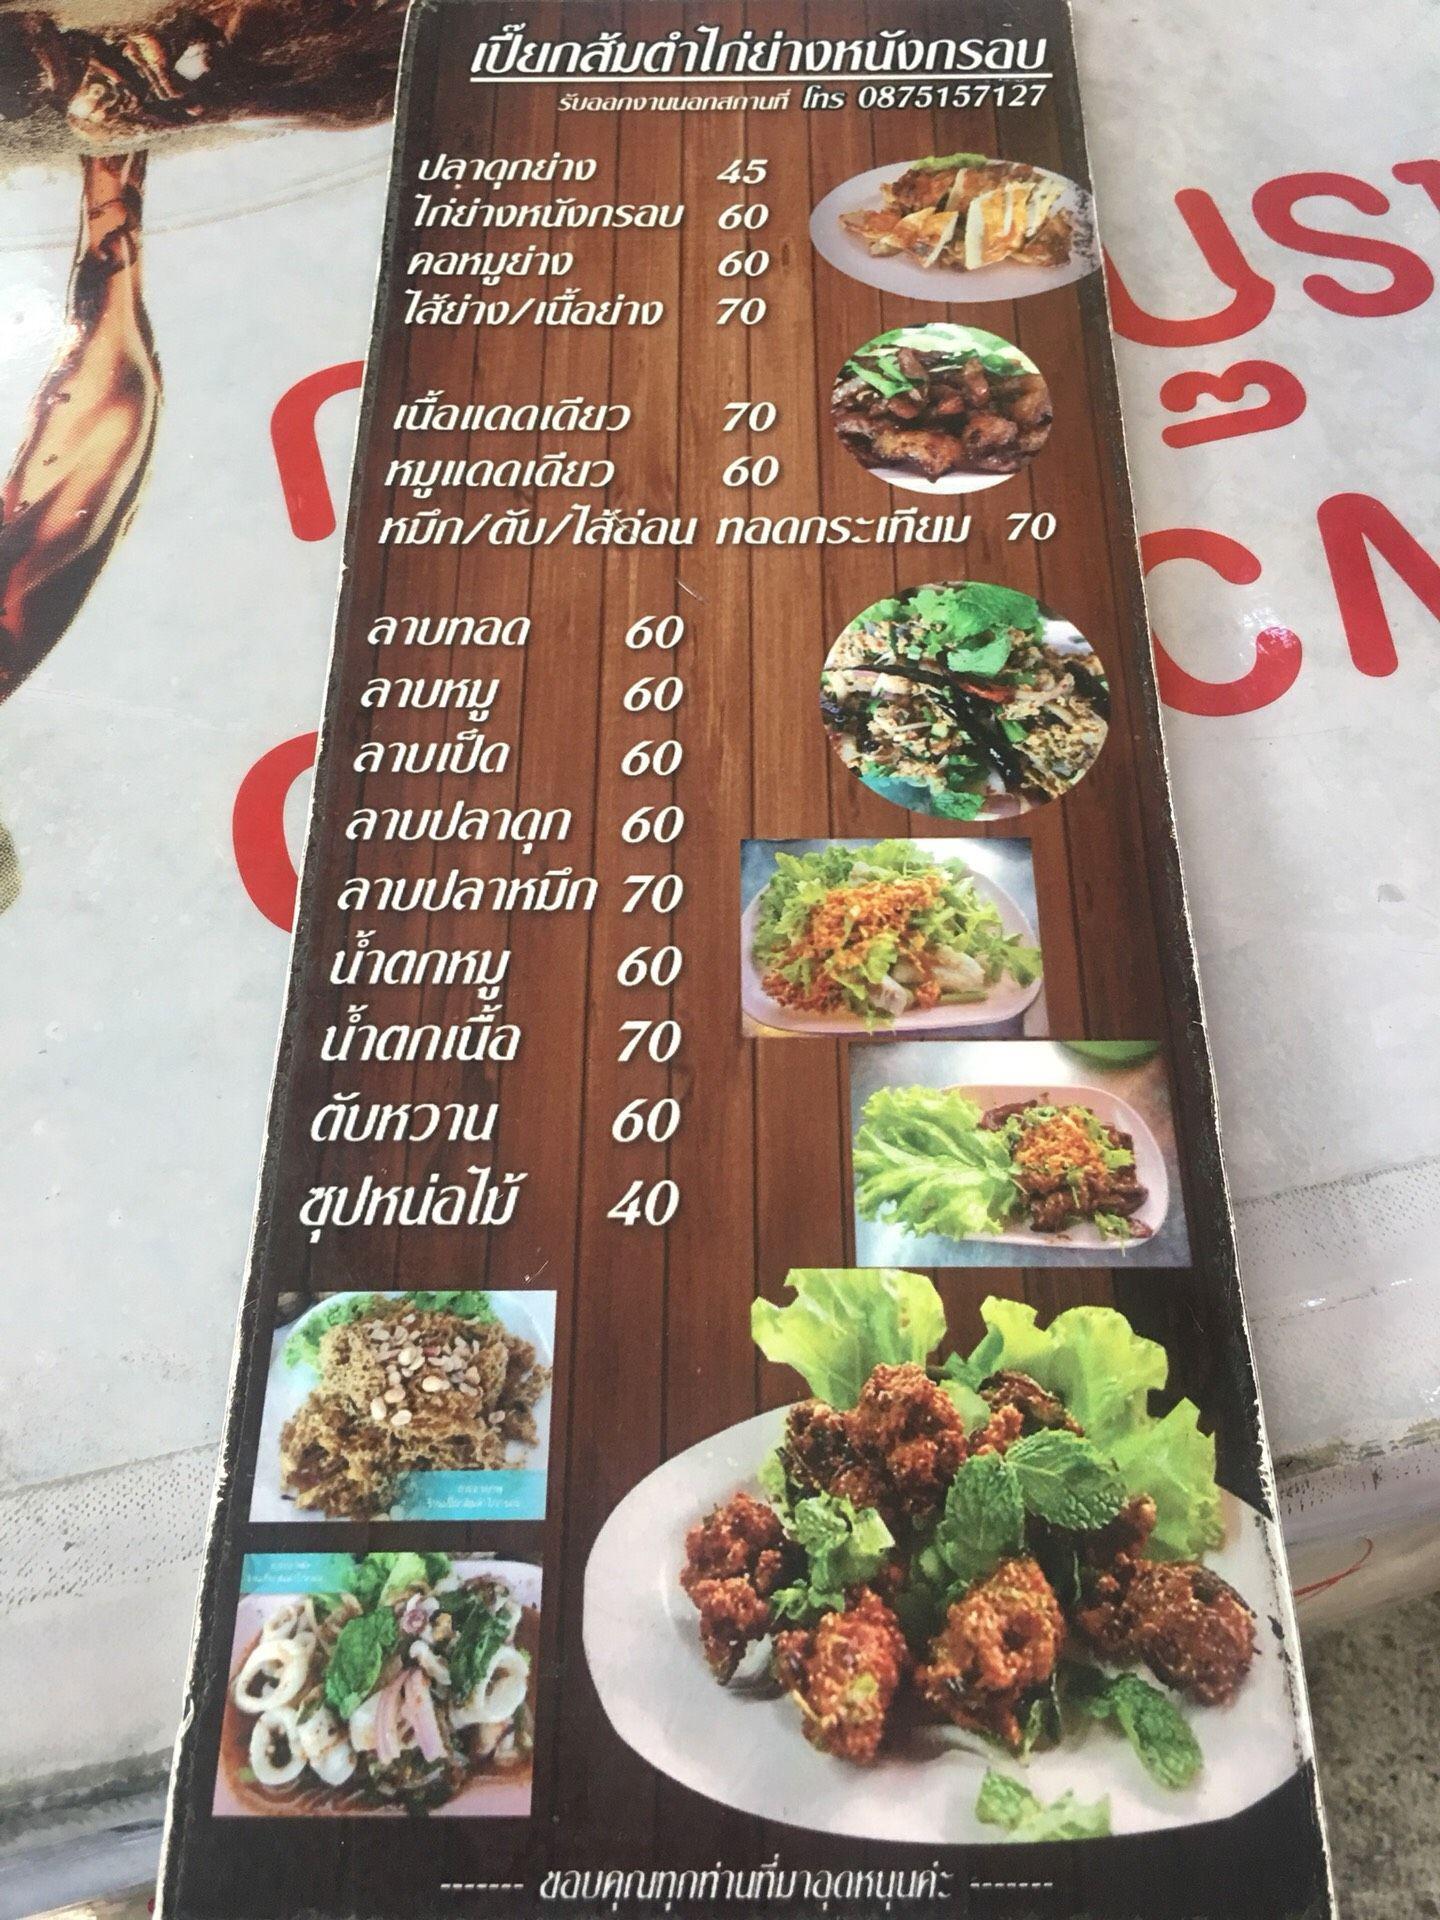 เปี๊ยกส้มตำไก่ย่างหนังกรอบ
รับออกงานนอกสถานที่ โทร 0875157127
ปลาดุกย่าง 45
ไก่ย่างหนังกรอบ 60
คอหมูย่าง 60
ไส้ย่าง/เนื้อย่าง 70
เนื้อแดดเดียว 70
หมูแดดเดียว 60
หมึก/ตับ/ไส้อ่อน ทอดกระเทียม 70
ลาบทอด 60
ลาบหมู 60
ลาบเป็ด 60
ลาบปลาดุก 60
ลาบปลาหมึก 70
น้ำตกหมู 60
น้ำตกเนื้อ 70
ตับหวาน 60
ซุปหน่อไม้ 40
------- ขอบคุณทุกท่านที่มาอุดหนุนค่ะ -------